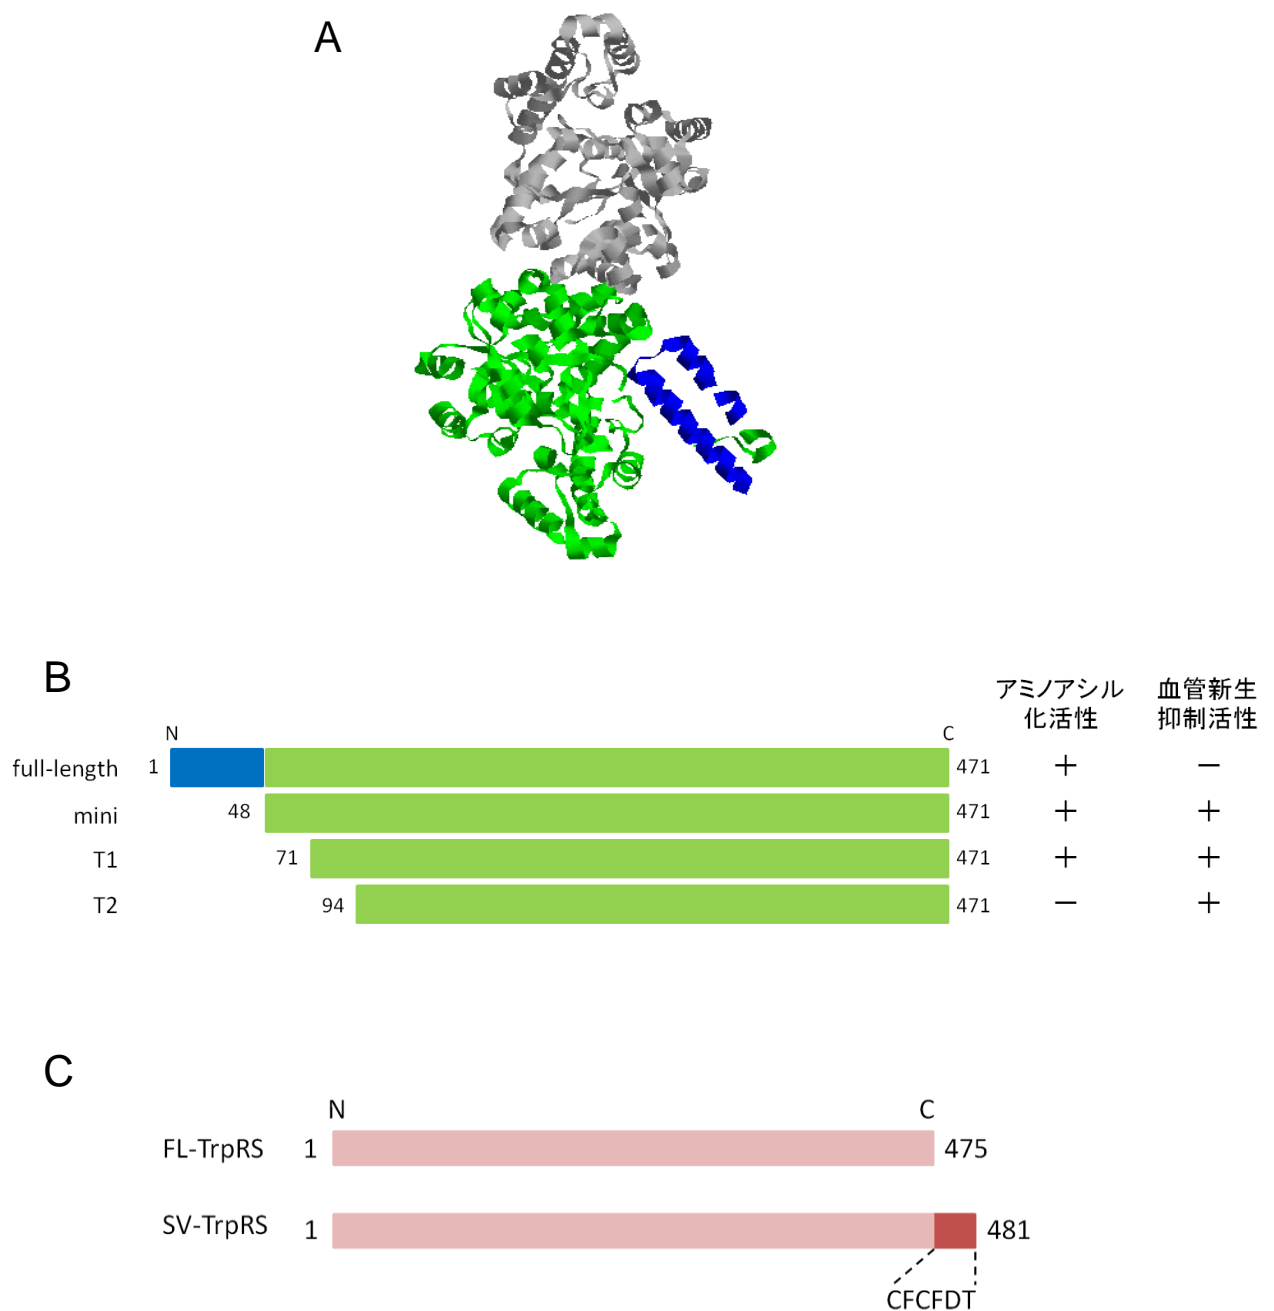 A
B
アミノアシル
化活性
血管新生
抑制活性
N
C
full-length 1 471 + −
mini 48 471 + +
T1 71 471 + +
T2 94 471 − +
C
N
C
FL-TrpRS 1 475
SV-TrpRS 1 481
CFCFDT